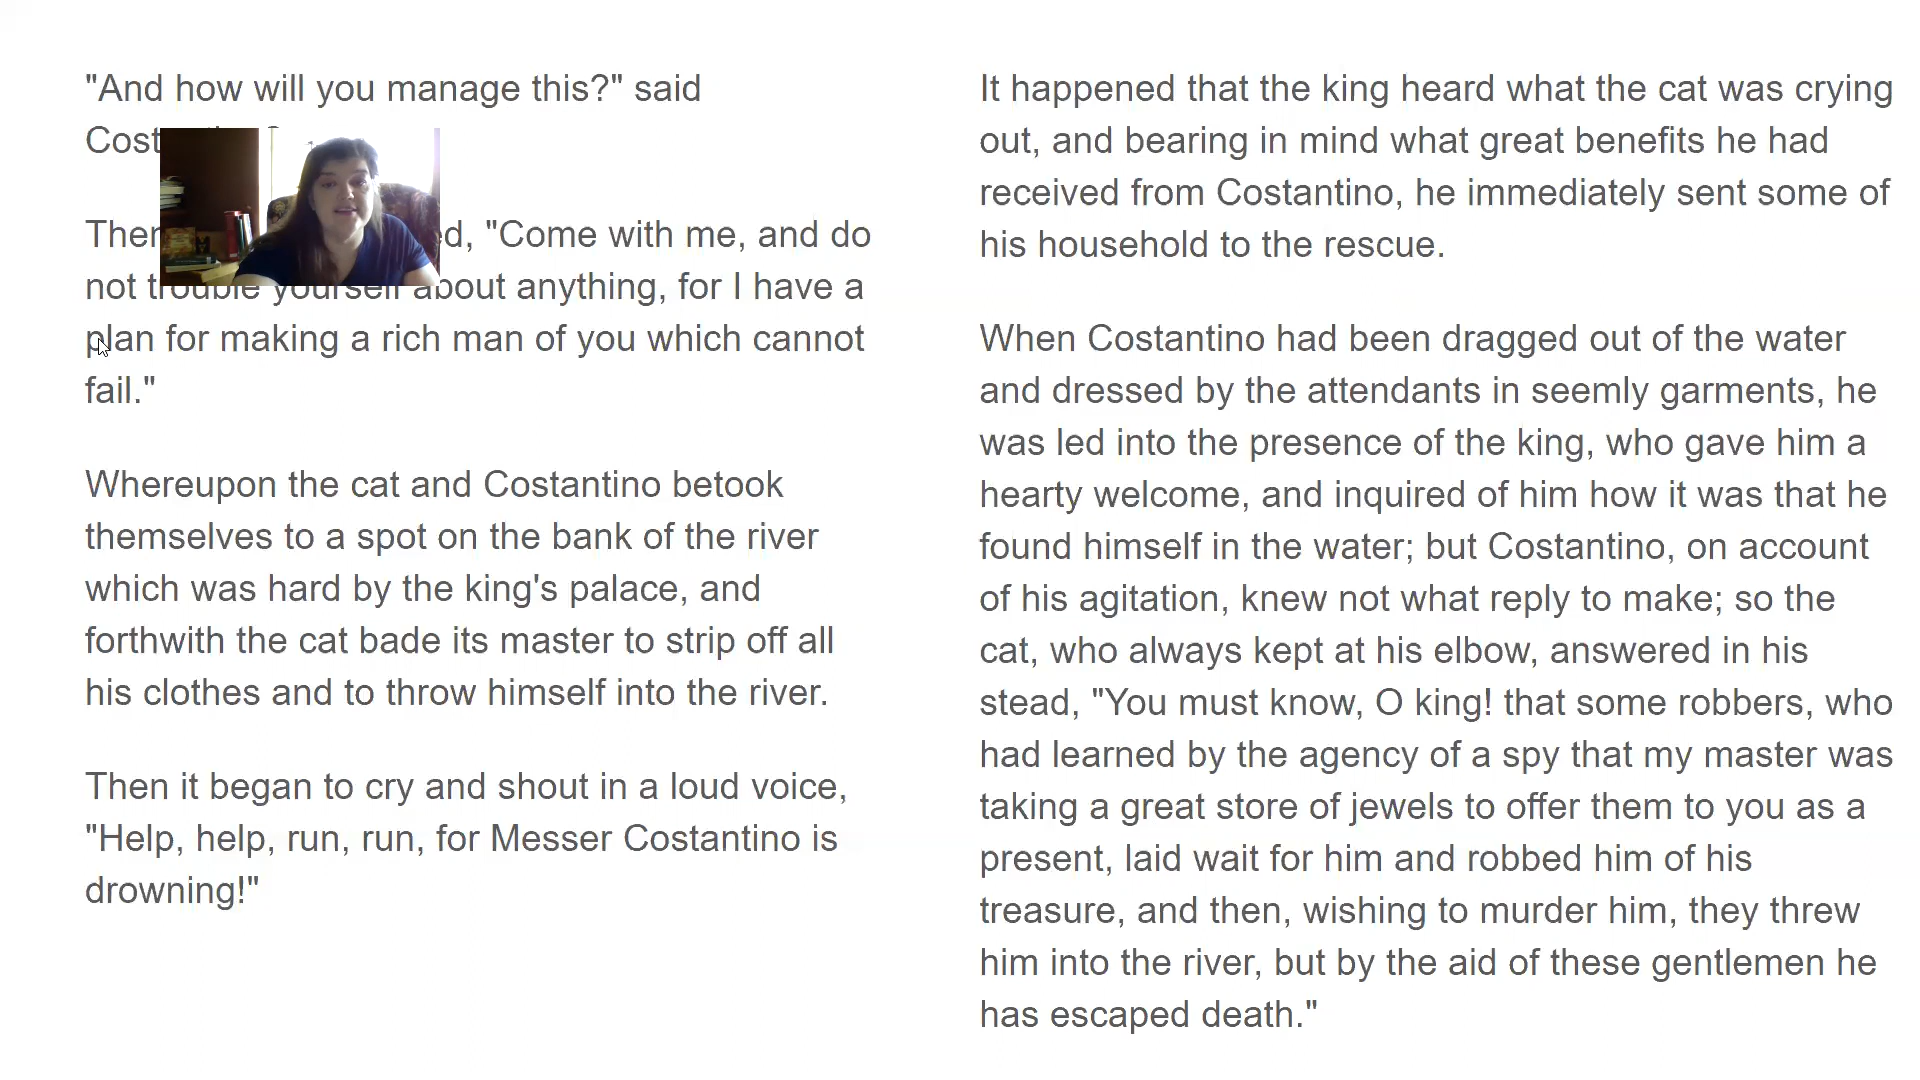 "And how will you manage this?" said
Then d, "Come with me, and do
not trouble yourself about anything, for I have a
plan for making a rich man of you which cannot
fail."
Whereupon the cat and Costantino betook
themselves to a spot on the bank of the river
which was hard by the king's palace, and
forthwith the cat bade its master to strip off all
his clothes and to throw himself into the river.
Then it began to cry and shout in a loud voice,
"Help, help, run, run, for Messer Costantino is
drowning!"
It happened that the king heard what the cat was crying
out, and bearing in mind what great benefits he had
received from Costantino, he immediately sent some of
his household to the rescue.
When Costantino had been dragged out of the water
and dressed by the attendants in seemly garments, he
was led into the presence of the king, who gave him a
hearty welcome, and inquired of him how it was that he
found himself in the water; but Costantino, on account
of his agitation, knew not what reply to make; so the
cat, who always kept at his elbow, answered in his
stead, "You must know, O king! that some robbers, who
had learned by the agency of a spy that my master was
taking a great store of jewels to offer them to you as a
present, laid wait for him and robbed him of his
treasure, and then, wishing to murder him, they threw
him into the river, but by the aid of these gentlemen he
has escaped death."